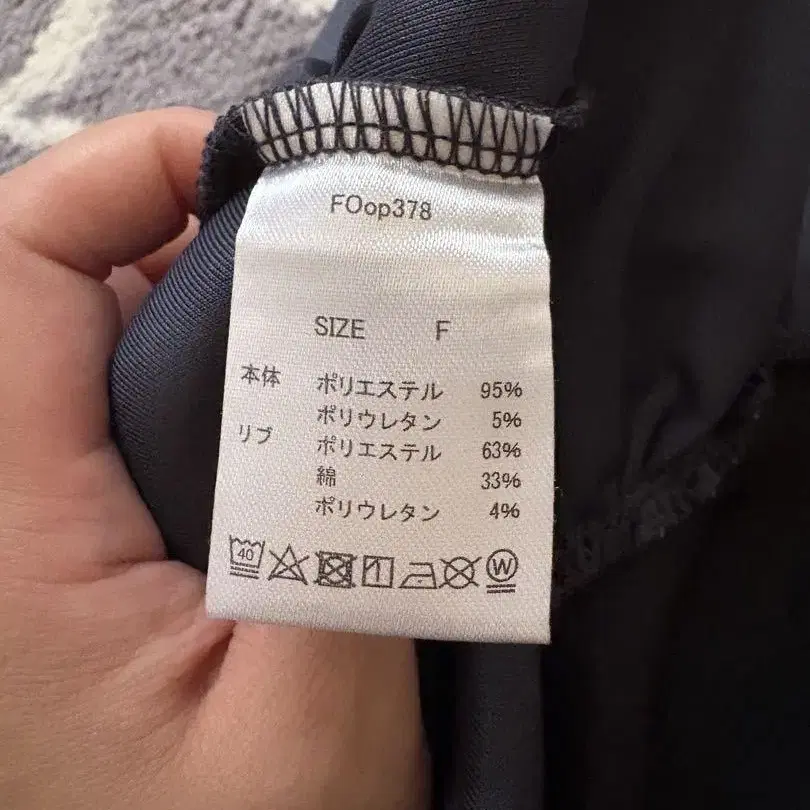 FOop378
SIZE F
本体 ポリエステル 95%
ポリウレタン 5%
リブ ポリエステル 63%
綿 33%
ポリウレタン 4%
40 W